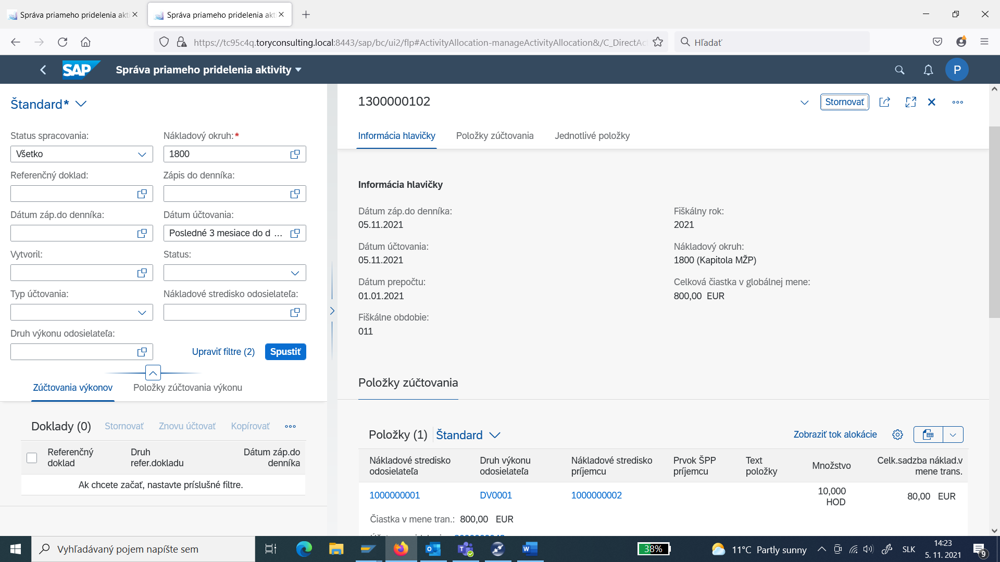 Správa priameho pridelenia akti
Správa priameho pridelenia akti
https://tc95c4q.toryconsulting.local:8443/sap/bc/ui2/flp#ActivityAllocation-manageActivityAllocation&/C_DirectAct
Hľadať
SAP
Správa priameho pridelenia aktivity
P
Štandard*
Status spracovania:
Nákladový okruh:*
Všetko
1800
Referenčný doklad:
Zápis do denníka:
Dátum záp.do denníka:
Dátum účtovania:
Posledné 3 mesiace do d ...
Vytvoril:
Status:
Typ účtovania:
Nákladové stredisko odosielateľa:
Druh výkonu odosielateľa:
Upraviť filtre (2)
Spustiť
Zúčtovania výkonov
Položky zúčtovania výkonu
Doklady (0)
Stornovať
Znovu účtovať
Kopírovať
Referenčný doklad
Druh refer.dokladu
Dátum záp.do denníka
Ak chcete začať, nastavte príslušné filtre.
1300000102
Stornovať
Informácia hlavičky
Položky zúčtovania
Jednotlivé položky
Informácia hlavičky
Dátum záp.do denníka:
05.11.2021
Dátum účtovania:
05.11.2021
Dátum prepočtu:
01.01.2021
Fiškálne obdobie:
011
Fiškálny rok:
2021
Nákladový okruh:
1800 (Kapitola MŽP)
Celková čiastka v globálnej mene:
800,00 EUR
Položky zúčtovania
Položky (1)
Štandard
Zobraziť tok alokácie
Nákladové stredisko odosielateľa
Druh výkonu odosielateľa
Nákladové stredisko príjemcu
Prvok ŠPP príjemcu
Text položky
Množstvo
Celk.sadzba náklad.v mene trans.
1000000001
DV0001
1000000002
10,000 HOD
80,00 EUR
Čiastka v mene tran.: 800,00 EUR
Vyhľadávaný pojem napíšte sem
38%
11°C Partly sunny
SLK
14:23
5. 11. 2021
9